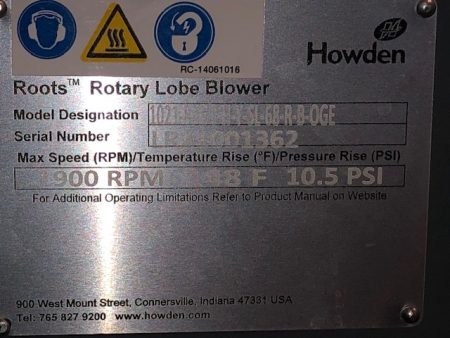 RC-14061016
Howden
Roots™ Rotary Lobe Blower
Model Designation
Serial Number
Max Speed (RPM)/Temperature Rise (°F)/Pressure Rise (PSI)
RPM F 10.5 PSI
For Additional Operating Limitations Refer to Product Manual on Website
900 West Mount Street, Connersville, Indiana 47331 USA
Tel: 765 827 9200 www.howden.com